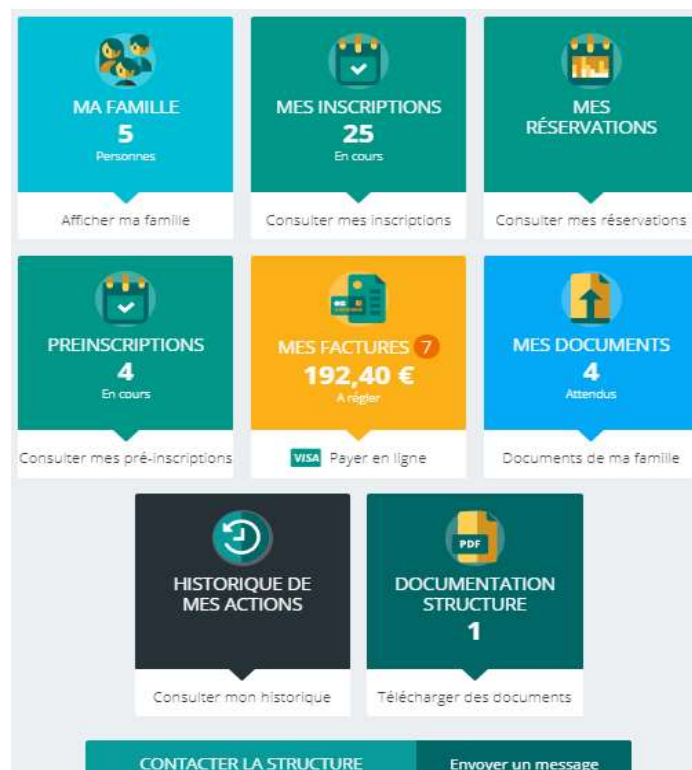 MA FAMILLE
5
Personnes
Afficher ma famille
MES INSCRIPTIONS
25
En cours
Consulter mes inscriptions
MES
RÉSERVATIONS
Consulter mes réservations
PREINSCRIPTIONS
4
En cours
Consulter mes pré-inscriptions
MES FACTURES 7
192,40 €
A régler
VISA Payer en ligne
MES DOCUMENTS
4
Attendus
Documents de ma famille
HISTORIQUE DE
MES ACTIONS
Consulter mon historique
PDF
DOCUMENTATION
STRUCTURE
1
Télécharger des documents
CONTACTER LA STRUCTURE
Envoyer un message